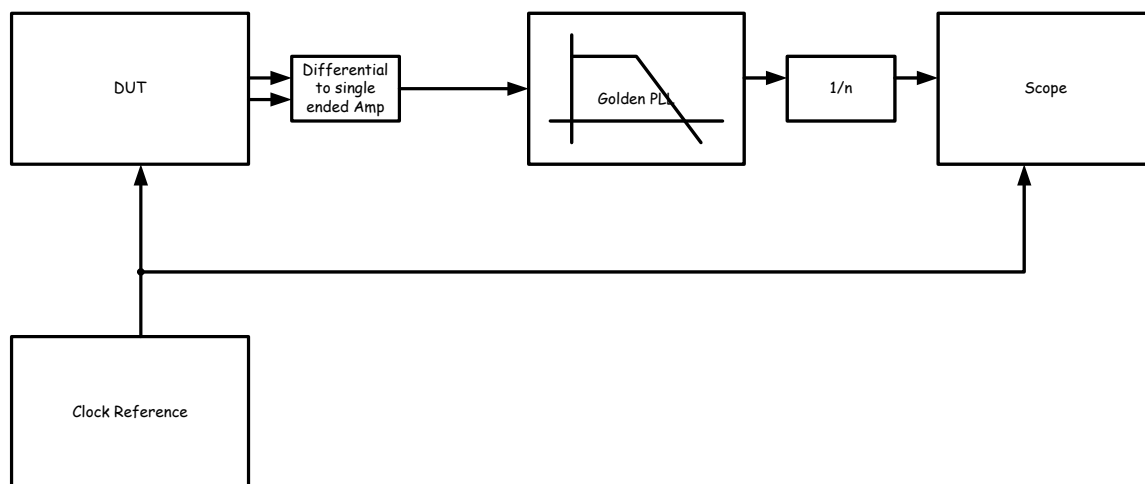 DUT
Differential
to single
ended Amp
Golden PLL
1/n
Scope
Clock Reference